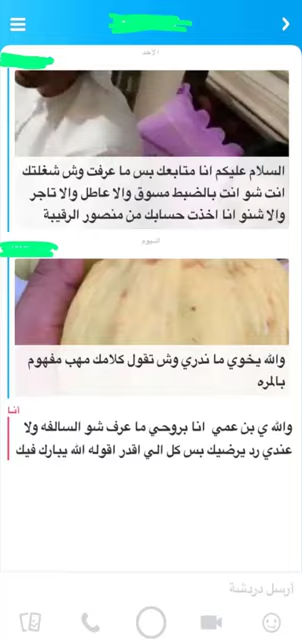 الاحد
السلام عليكم انا متابعك بس ما عرفت وش شغلتك
انت شو انت بالضبط مسوق والا عاطل والا تاجر
والا شنو انا اخذت حسابك من منصور الرقيبة
اليوم
والله يخوي ما ندري وش تقول كلامك مهب مفهوم
بالمره
انا
والله ي بن عمي انا بروحي ما عرف شو السالفه ولا
عندي رد يرضيك بس كل الي اقدر اقوله الله يبارك فيك
أرسل دردشة